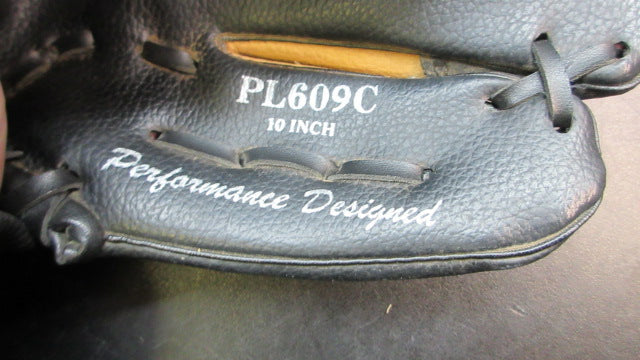 PL609C
10 INCH
Performance Designed